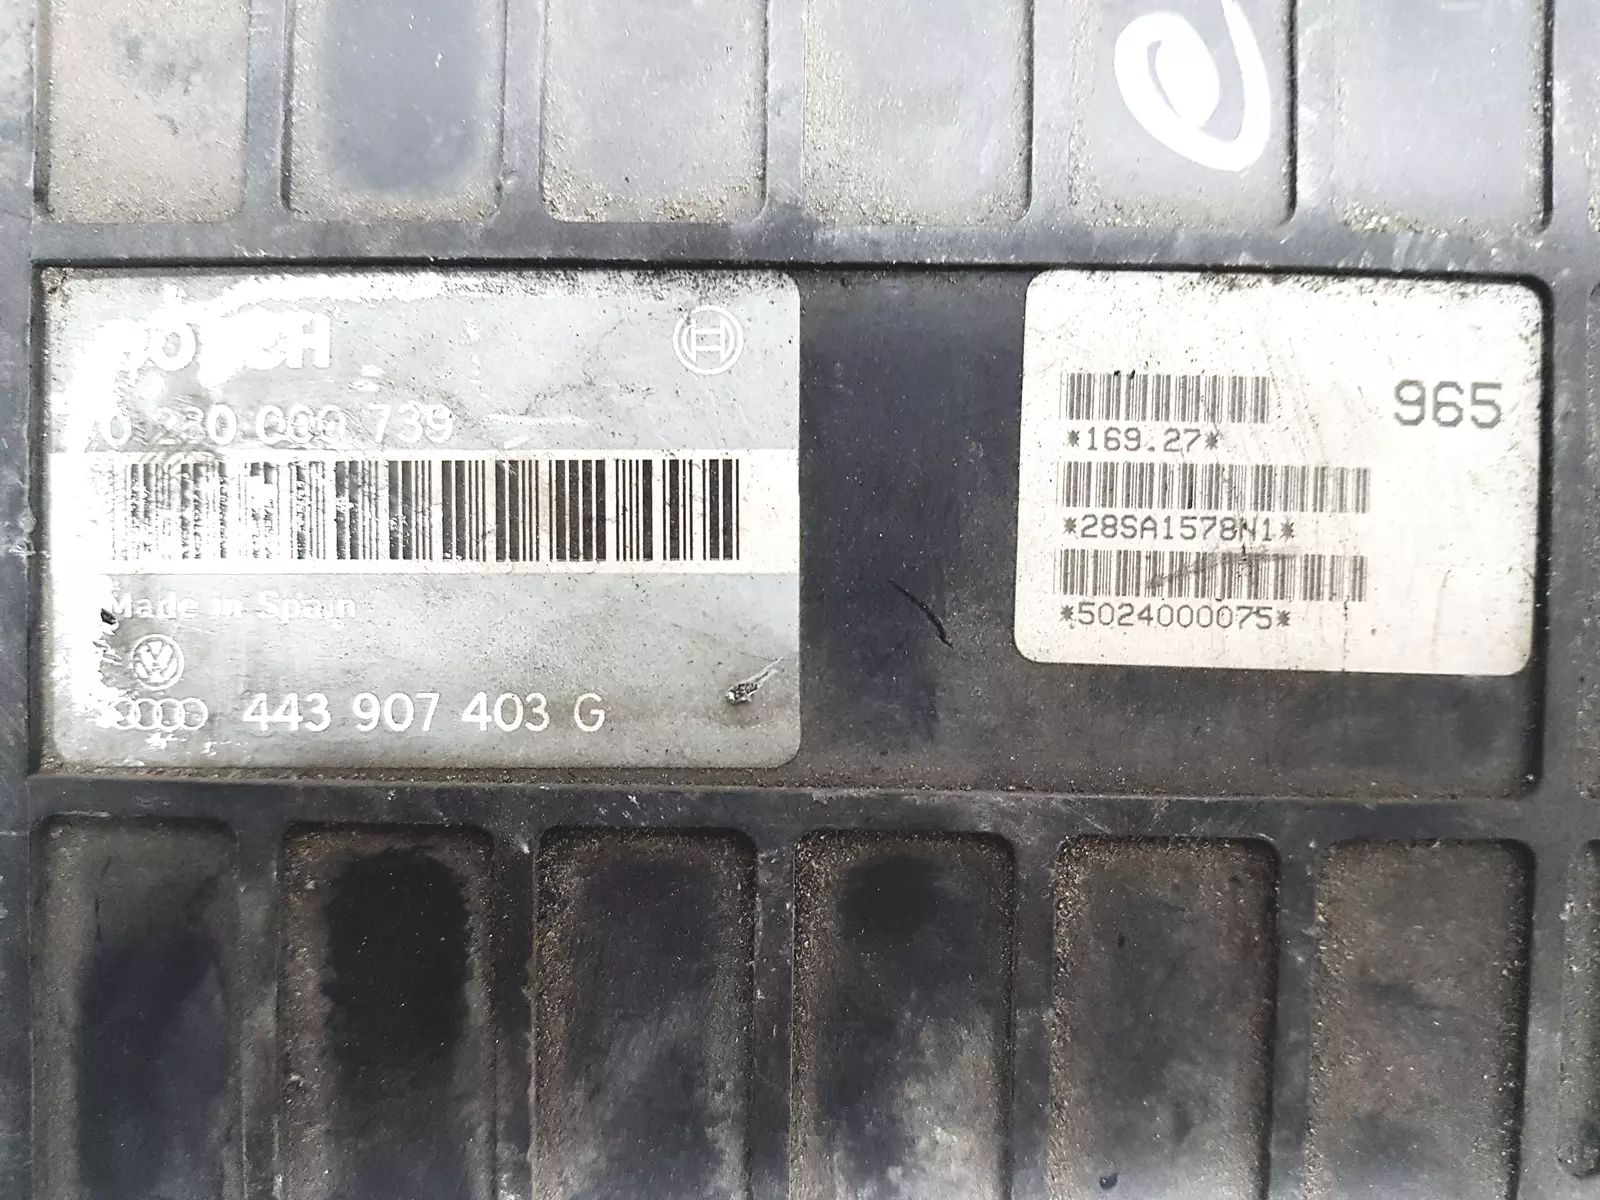 BOSCH
0 280 000 739
Made in Spain
443 907 403 G
965
*169.27*
*28SA1578N1*
*5024000075*